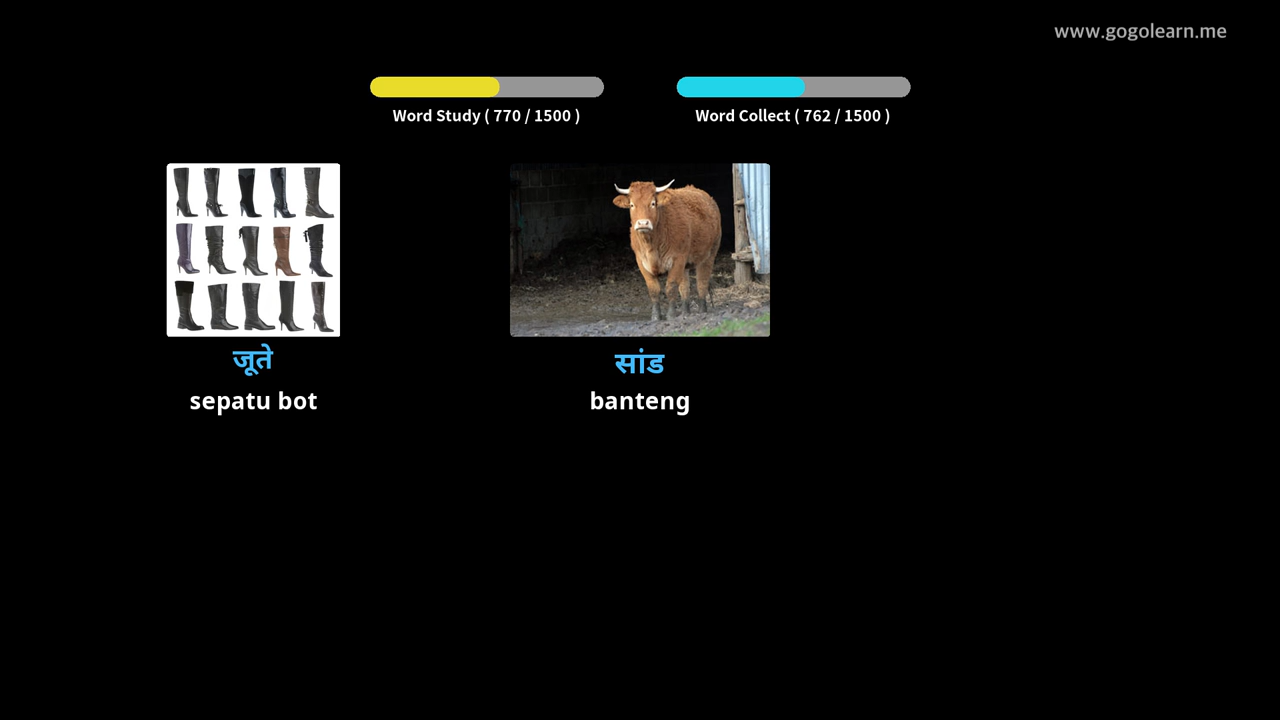 www.gogolearn.me
Word Study ( 770 / 1500 )
Word Collect ( 762 / 1500 )
जूते
sepatu bot
सांड
banteng